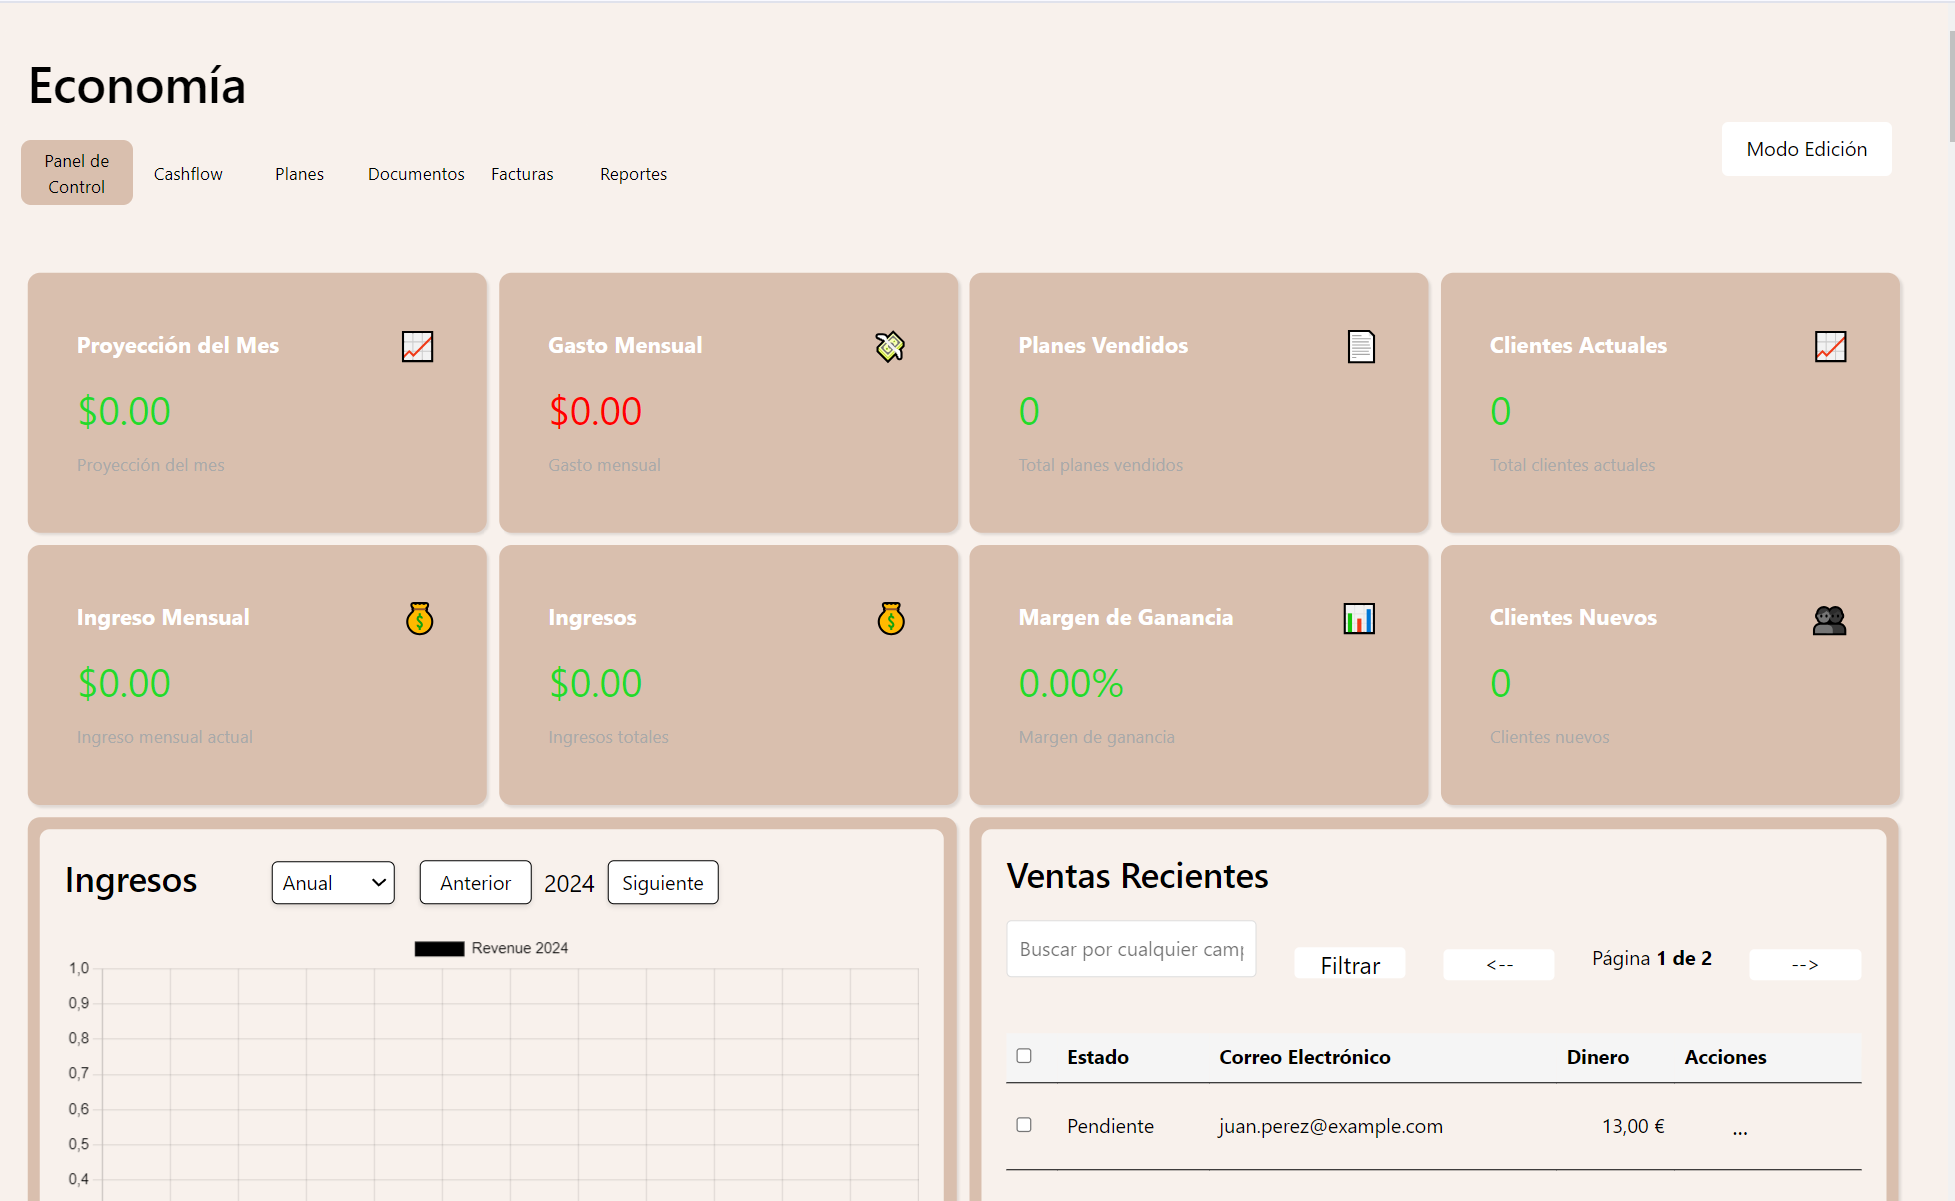 Economía
Panel de
Control
Cashflow
Planes
Documentos
Facturas
Reportes
Modo Edición
Proyección del Mes
$0.00
Proyección del mes
Gasto Mensual
$0.00
Gasto mensual
Planes Vendidos
0
Total planes vendidos
Clientes Actuales
0
Total clientes actuales
Ingreso Mensual
$0.00
Ingreso mensual actual
Ingresos
$0.00
Ingresos totales
Margen de Ganancia
0.00%
Margen de ganancia
Clientes Nuevos
0
Clientes nuevos
Ingresos
Anual
Anterior
2024
Siguiente
Revenue 2024
1,0
0,9
0,8
0,7
0,6
0,5
0,4
Ventas Recientes
Buscar por cualquier cam
Filtrar
<--
Página 1 de 2
-->
Estado Correo Electrónico Dinero Acciones
Pendiente juan.perez@example.com 13,00 € ...